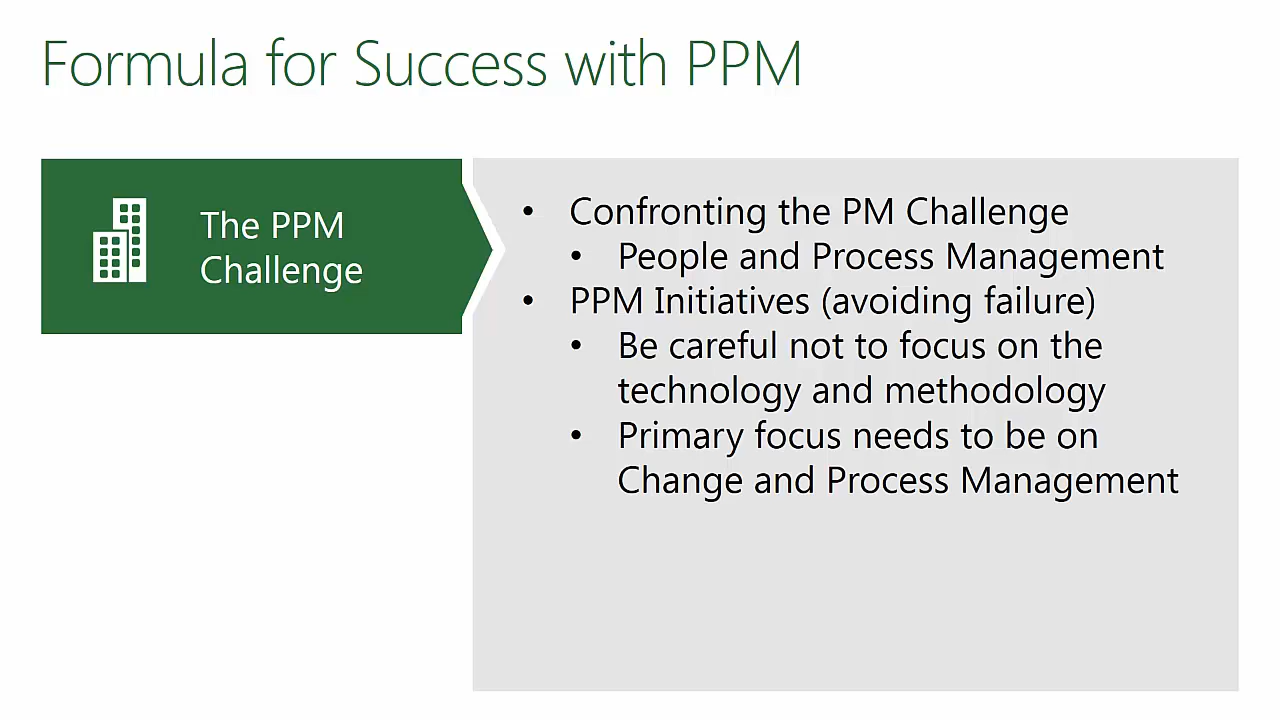 Formula for Success with PPM
The PPM
Challenge
• Confronting the PM Challenge
• People and Process Management
• PPM Initiatives (avoiding failure)
• Be careful not to focus on the
technology and methodology
• Primary focus needs to be on
Change and Process Management